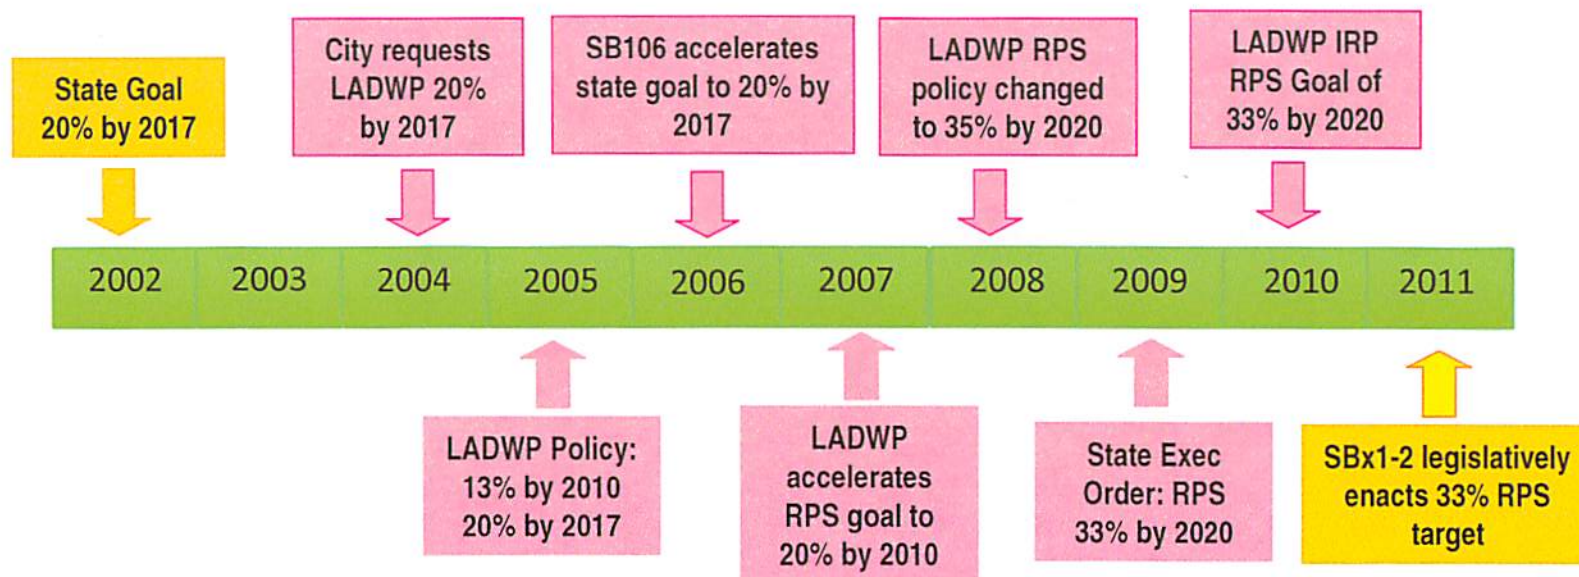 State Goal
20% by 2017
City requests
LADWP 20%
by 2017
SB106 accelerates
state goal to 20% by
2017
LADWP RPS
policy changed
to 35% by 2020
LADWP IRP
RPS Goal of
33% by 2020
2002 2003 2004 2005 2006 2007 2008 2009 2010 2011
LADWP Policy:
13% by 2010
20% by 2017
LADWP
accelerates
RPS goal to
20% by 2010
State Exec
Order: RPS
33% by 2020
SBx1-2 legislatively
enacts 33% RPS
target